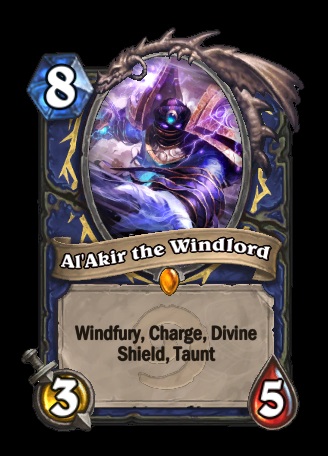 8
Al'Akir the Windlord
Windfury, Charge, Divine
Shield, Taunt
3
5